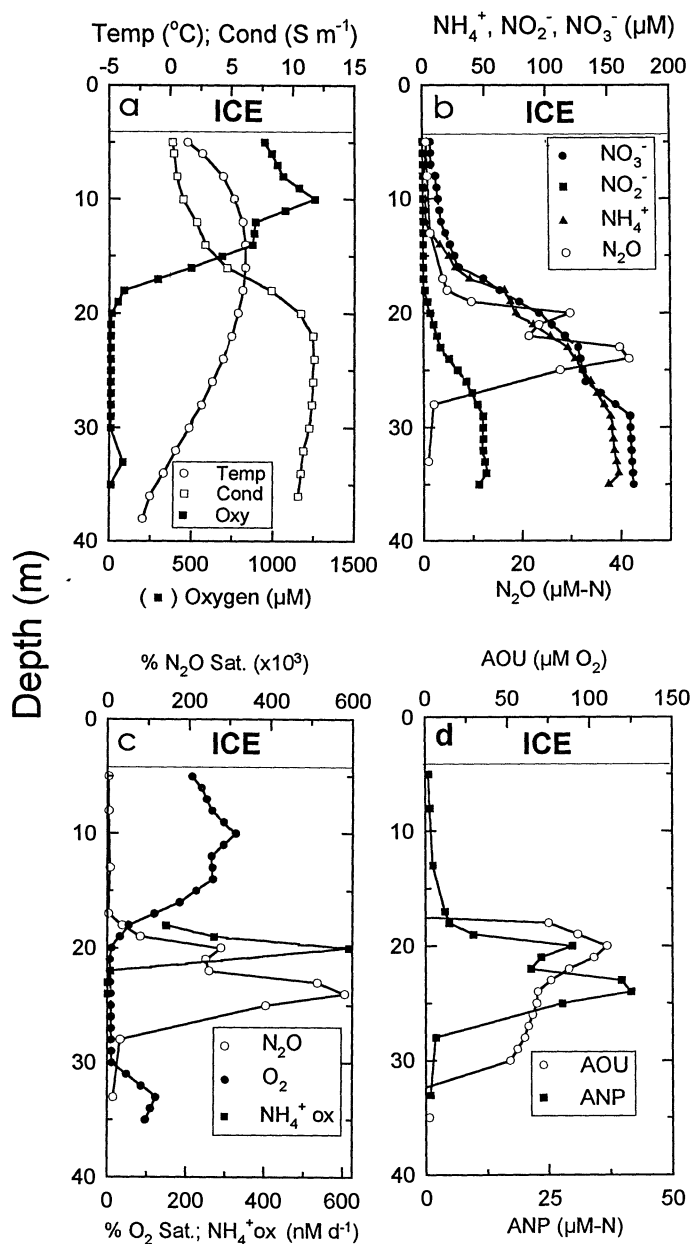 Temp (°C); Cond (S m⁻¹)
-5 0 5 10 15
NH₄⁺, NO₂⁻, NO₃⁻ (µM)
0 50 100 150 200
a
ICE
b
ICE
0
10
20
30
40
Temp
Cond
Oxy
0 500 1000 1500
( ■ ) Oxygen (µM)
0
10
20
30
40
NO₃⁻
NO₂⁻
NH₄⁺
N₂O
0 20 40
N₂O (µM-N)
Depth (m)
% N₂O Sat. (x10³)
0 200 400 600
AOU (µM O₂)
0 50 100 150
c
ICE
d
ICE
0
10
20
30
40
N₂O
O₂
NH₄⁺ ox
0 200 400 600
% O₂ Sat.; NH₄⁺ox (nM d⁻¹)
0
10
20
30
40
AOU
ANP
0 25 50
ANP (µM-N)